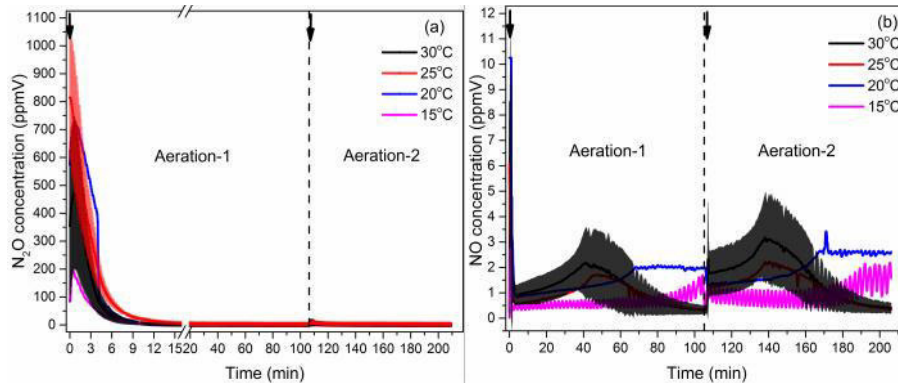 (a)
1100
1000
900
800
700
600
500
400
300
200
100
0
N₂O concentration (ppmV)
30°C
25°C
20°C
15°C
Aeration-1
Aeration-2
0 3 6 9 12 15 20 40 60 80 100 120 140 160 180 200
Time (min)
(b)
12
11
10
9
8
7
6
5
4
3
2
1
0
NO concentration (ppmV)
30°C
25°C
20°C
15°C
Aeration-1
Aeration-2
0 20 40 60 80 100 120 140 160 180 200
Time (min)